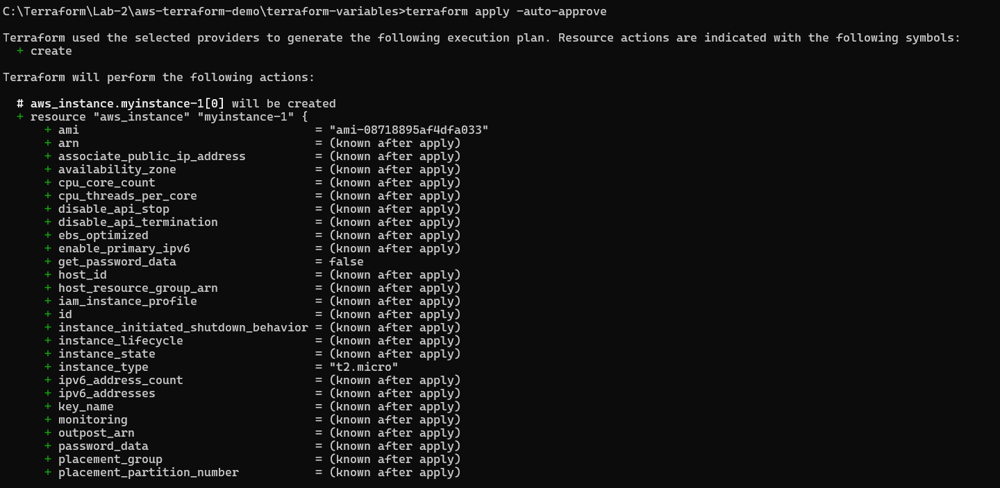 C:\Terraform\Lab-2\aws-terraform-demo\terraform-variables>terraform apply -auto-approve
Terraform used the selected providers to generate the following execution plan. Resource actions are indicated with the following symbols:
  + create
Terraform will perform the following actions:
  # aws_instance.myinstance-1[0] will be created
  + resource "aws_instance" "myinstance-1" {
      + ami                                  = "ami-08718895af4dfa033"
      + arn                                  = (known after apply)
      + associate_public_ip_address          = (known after apply)
      + availability_zone                    = (known after apply)
      + cpu_core_count                       = (known after apply)
      + cpu_threads_per_core                 = (known after apply)
      + disable_api_stop                     = (known after apply)
      + disable_api_termination              = (known after apply)
      + ebs_optimized                        = (known after apply)
      + enable_primary_ipv6                  = (known after apply)
      + get_password_data                    = false
      + host_id                              = (known after apply)
      + host_resource_group_arn              = (known after apply)
      + iam_instance_profile                 = (known after apply)
      + id                                   = (known after apply)
      + instance_initiated_shutdown_behavior = (known after apply)
      + instance_lifecycle                   = (known after apply)
      + instance_state                       = (known after apply)
      + instance_type                        = "t2.micro"
      + ipv6_address_count                   = (known after apply)
      + ipv6_addresses                       = (known after apply)
      + key_name                             = (known after apply)
      + monitoring                           = (known after apply)
      + outpost_arn                          = (known after apply)
      + password_data                        = (known after apply)
      + placement_group                      = (known after apply)
      + placement_partition_number           = (known after apply)